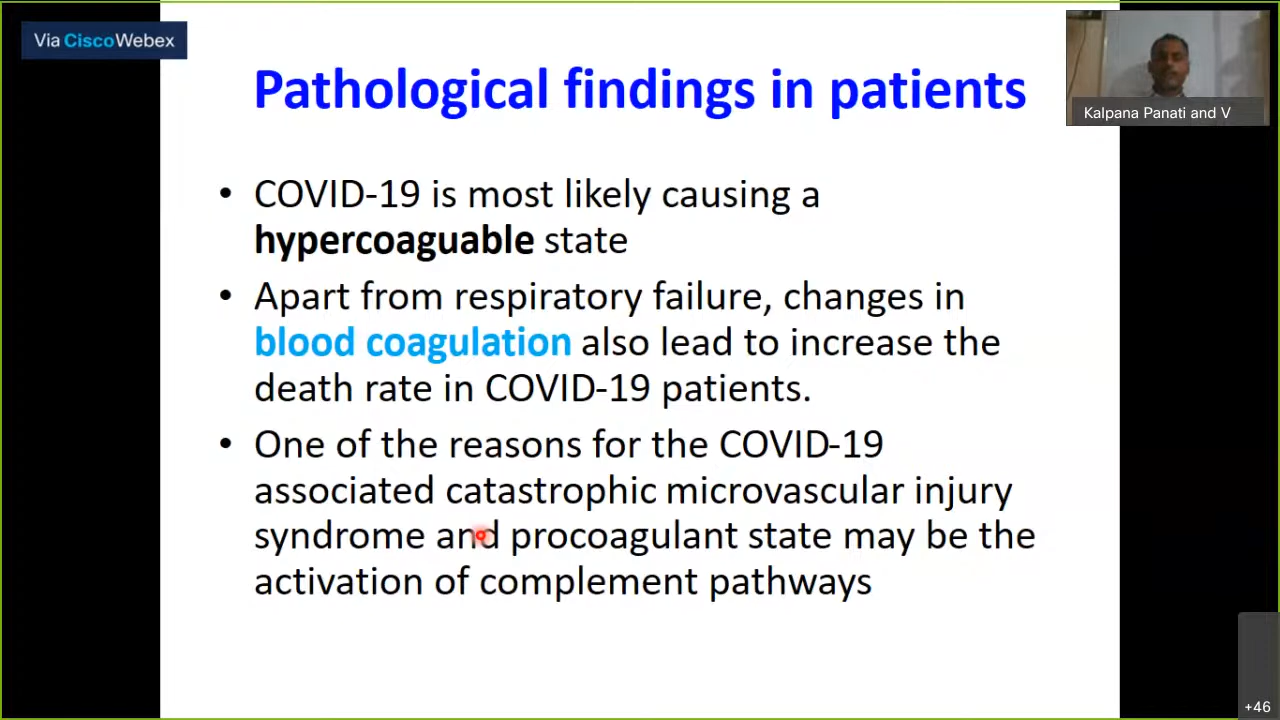 Via Cisco Webex
Pathological findings in patients
Kalpana Panati and V
• COVID-19 is most likely causing a
hypercoaguable state
• Apart from respiratory failure, changes in
blood coagulation also lead to increase the
death rate in COVID-19 patients.
• One of the reasons for the COVID-19
associated catastrophic microvascular injury
syndrome and procoagulant state may be the
activation of complement pathways
+46